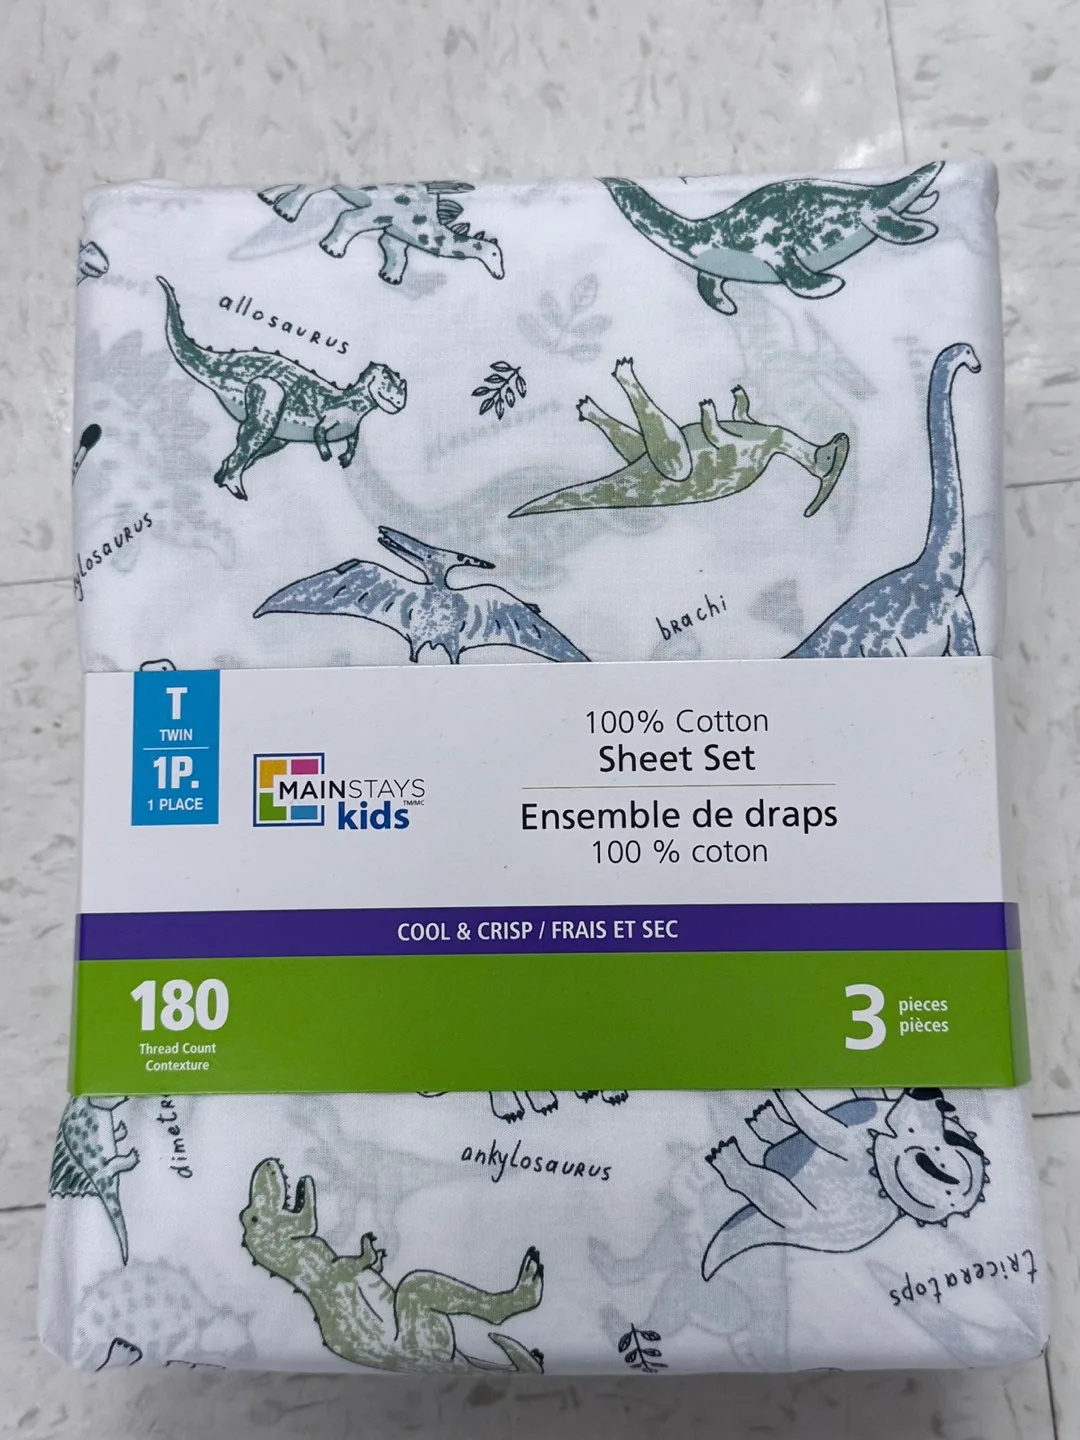 allosaurus
brachi
T
TWIN
1P.
1 PLACE
MAINSTAYS
TM/MC
kids
100% Cotton
Sheet Set
Ensemble de draps
100 % coton
COOL & CRISP / FRAIS ET SEC
180
Thread Count
Contexture
3
pieces
pièces
dimetr
ankylosaurus
triceratops